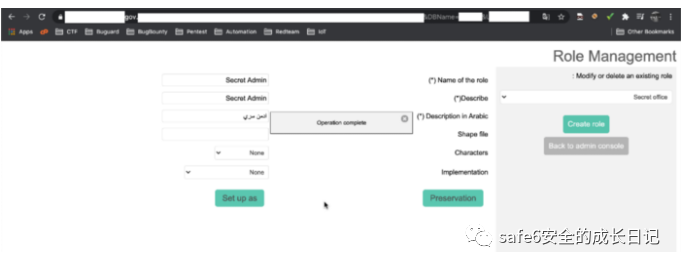 gov.
&DBName=
Apps
CTF
Nuguard
BugBounty
Pentest
Automation
Redteam
IoT
Other Bookmarks
Role Management
Secret Admin
(*) Name of the role
: Modify or delete an existing role
Secret Admin
(*)Describe
Secret office
ادمن سري
Operation complete
(*) Description in Arabic
Shape file
Create role
None
Characters
Back to admin console
None
Implementation
Set up as
Preservation
safe6安全的成长日记